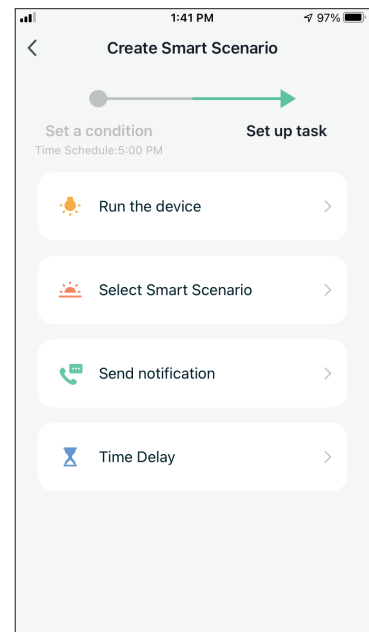 1:41 PM
97%
Create Smart Scenario
Set a condition
Set up task
Time Schedule:5:00 PM
Run the device
Select Smart Scenario
Send notification
Time Delay